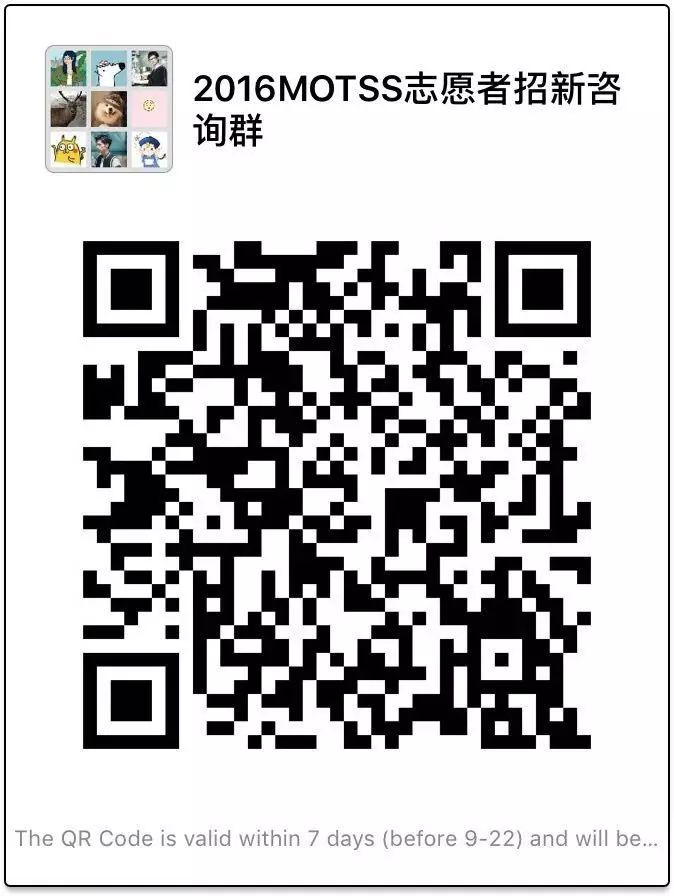 2016MOTSS志愿者招新咨
询群
The QR Code is valid within 7 days (before 9-22) and will be...